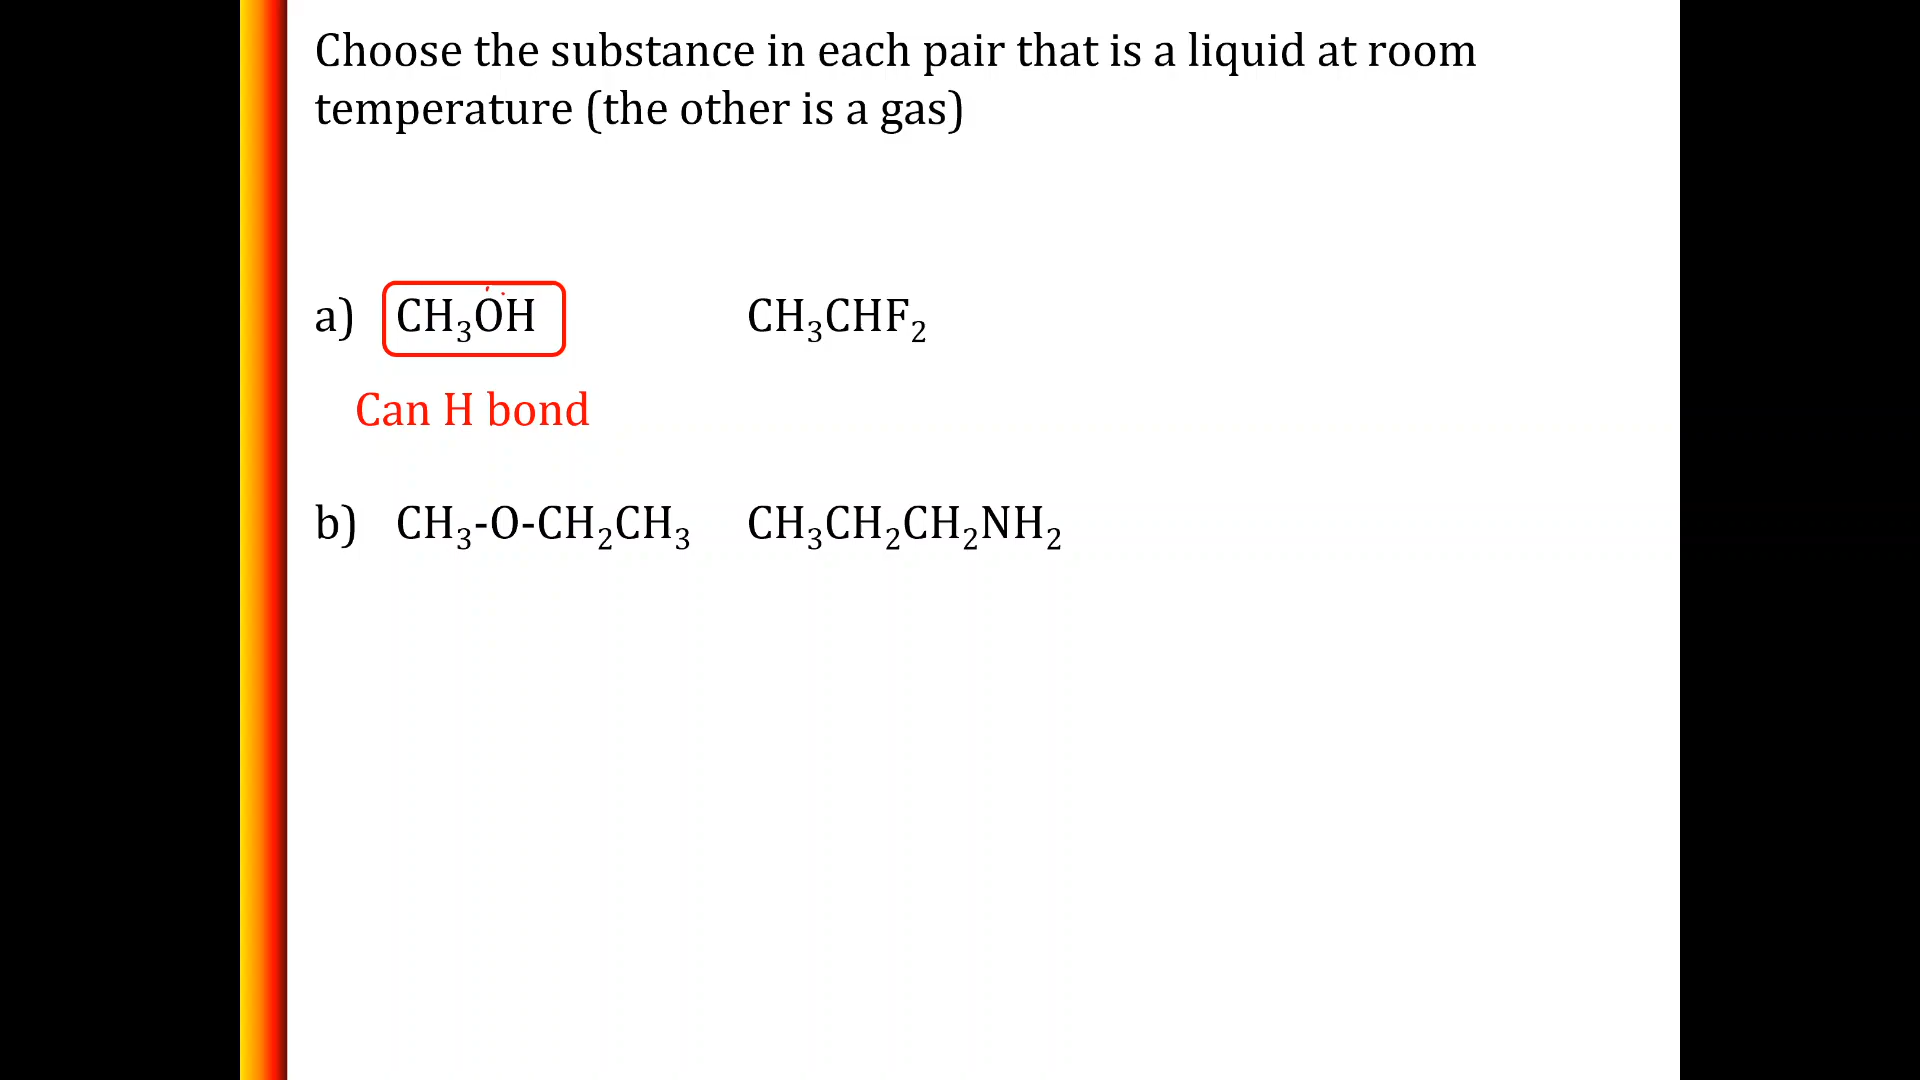 Choose the substance in each pair that is a liquid at room
temperature (the other is a gas)
a) CH₃OH CH₃CHF₂
Can H bond
b) CH₃-O-CH₂CH₃ CH₃CH₂CH₂NH₂